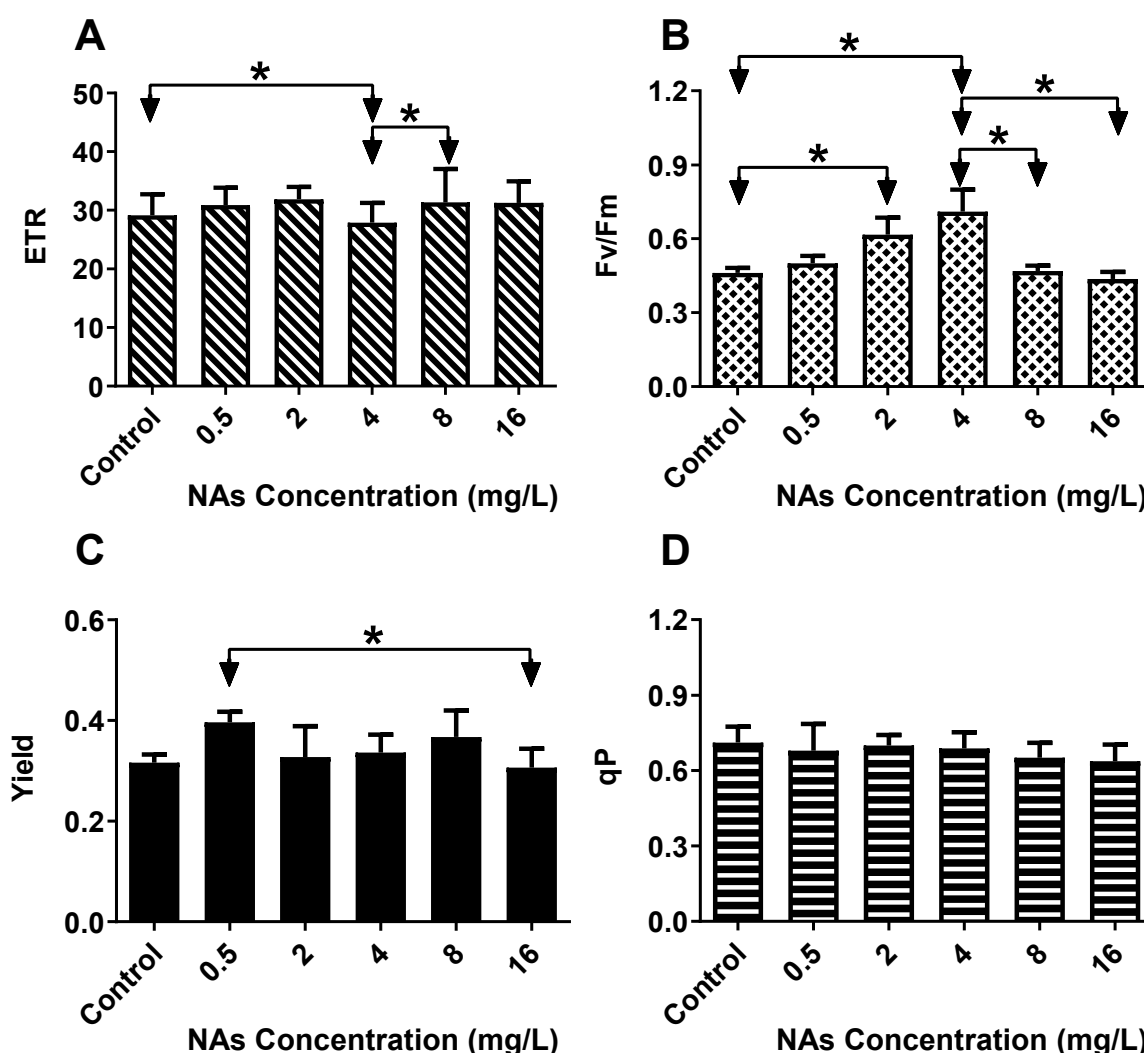 A
*
*
50
40
30
20
10
0
ETR
Control
0.5
2
4
8
16
NAs Concentration (mg/L)
B
*
*
*
*
1.2
0.9
0.6
0.3
0.0
Fv/Fm
Control
0.5
2
4
8
16
NAs Concentration (mg/L)
C
*
0.6
0.4
0.2
0.0
Yield
Control
0.5
2
4
8
16
NAs Concentration (mg/L)
D
1.2
0.9
0.6
0.3
0.0
qP
Control
0.5
2
4
8
16
NAs Concentration (mg/L)